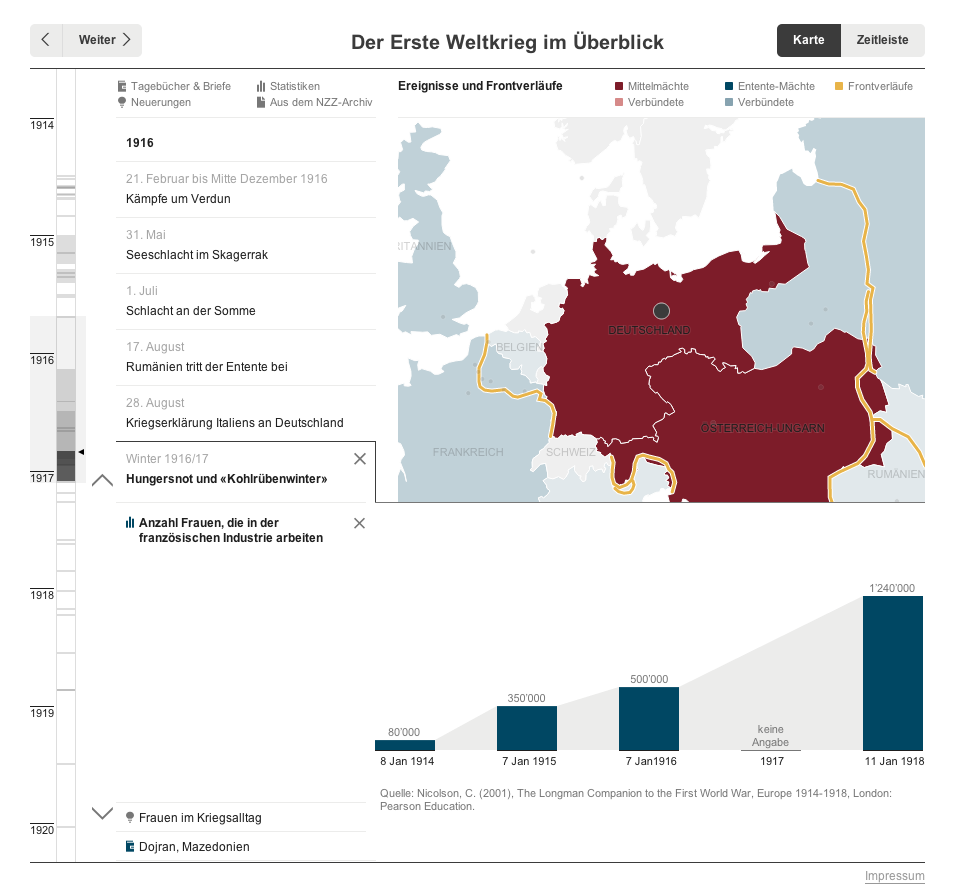 Weiter
Der Erste Weltkrieg im Überblick
Karte
Zeitleiste
Tagebücher & Briefe
Statistiken
Neuerungen
Aus dem NZZ-Archiv
Ereignisse und Frontverläufe
Mittelmächte
Entente-Mächte
Frontverläufe
Verbündete
Verbündete
1914
1915
1916
1917
1918
1919
1920
1916
21. Februar bis Mitte Dezember 1916
Kämpfe um Verdun
31. Mai
Seeschlacht im Skagerrak
1. Juli
Schlacht an der Somme
17. August
Rumänien tritt der Entente bei
28. August
Kriegserklärung Italiens an Deutschland
Winter 1916/17
Hungersnot und «Kohlrübenwinter»
RITANNIEN
DEUTSCHLAND
BELGIEN
ÖSTERREICH-UNGARN
FRANKREICH
SCHWEIZ
RUMÄNIEN
Anzahl Frauen, die in der
französischen Industrie arbeiten
80'000
350'000
500'000
keine
Angabe
1'240'000
8 Jan 1914
7 Jan 1915
7 Jan1916
1917
11 Jan 1918
Quelle: Nicolson, C. (2001), The Longman Companion to the First World War, Europe 1914-1918, London:
Pearson Education.
Frauen im Kriegsalltag
Dojran, Mazedonien
Impressum